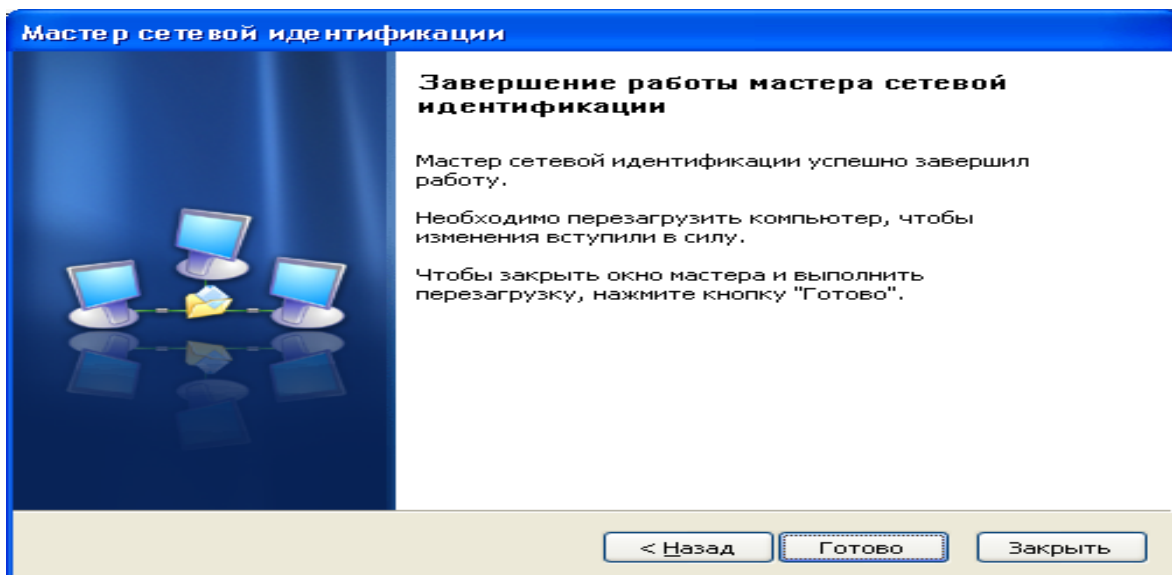 Мастер сетевой идентификации
Завершение работы мастера сетевой
идентификации
Мастер сетевой идентификации успешно завершил
работу.
Необходимо перезагрузить компьютер, чтобы
изменения вступили в силу.
Чтобы закрыть окно мастера и выполнить
перезагрузку, нажмите кнопку "Готово".
< Назад
Готово
Закрыть